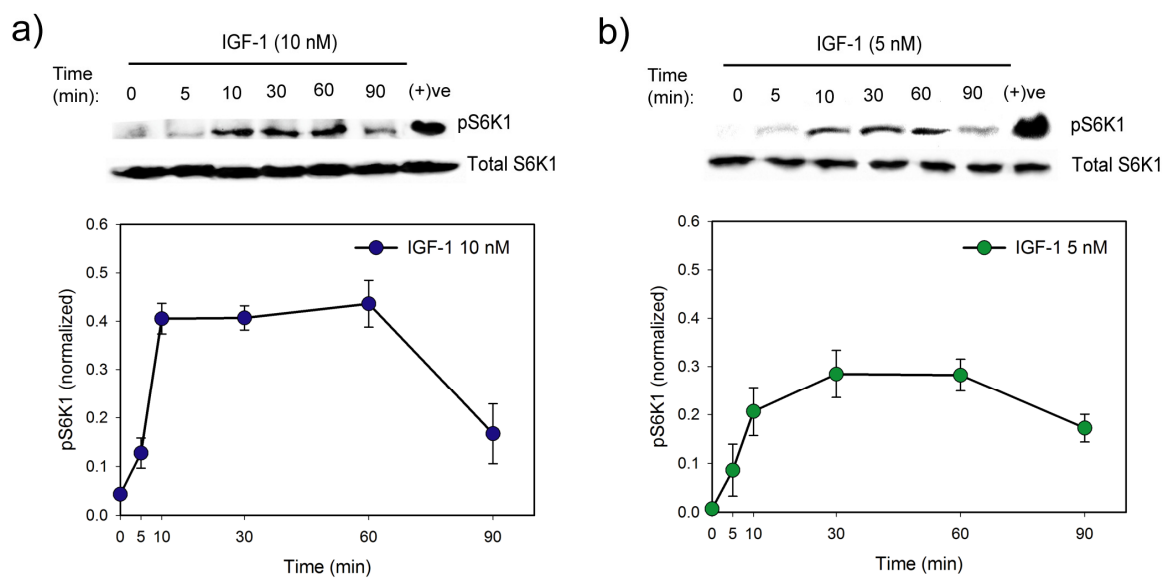 a)
IGF-1 (10 nM)
Time (min): 0 5 10 30 60 90 (+)ve
pS6K1
Total S6K1
0.6
0.5
0.4
0.3
0.2
0.1
0.0
pS6K1 (normalized)
IGF-1 10 nM
0 5 10 30 60 90
Time (min)
b)
IGF-1 (5 nM)
Time (min): 0 5 10 30 60 90 (+)ve
pS6K1
Total S6K1
0.6
0.5
0.4
0.3
0.2
0.1
0.0
pS6K1 (normalized)
IGF-1 5 nM
0 5 10 30 60 90
Time (min)